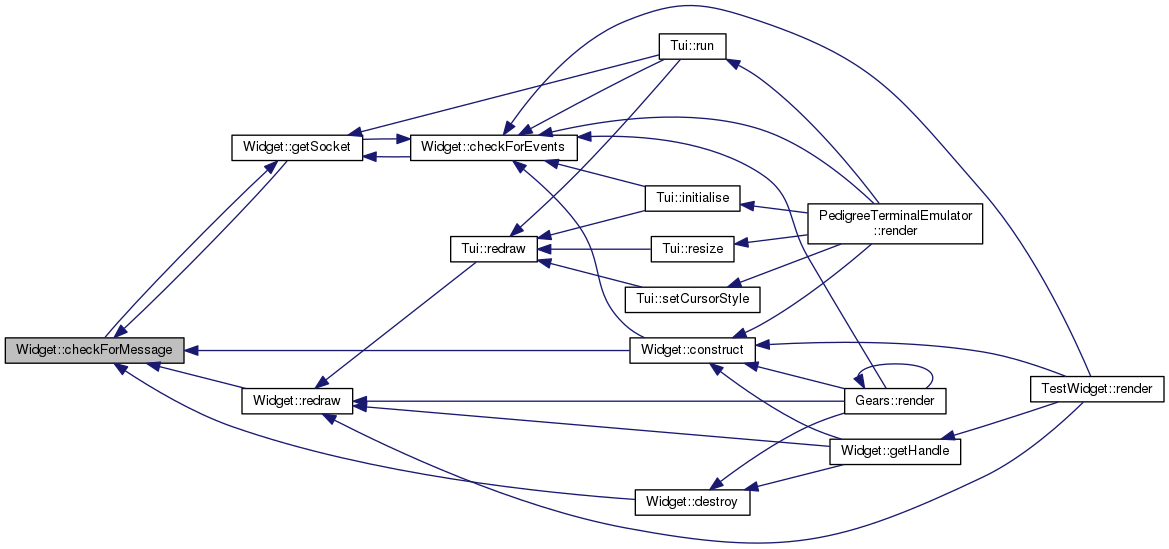 Tui::run
Widget::getSocket
Widget::checkForEvents
Tui::initialise
PedigreeTerminalEmulator
::render
Tui::redraw
Tui::resize
Tui::setCursorStyle
Widget::checkForMessage
Widget::construct
TestWidget::render
Widget::redraw
Gears::render
Widget::getHandle
Widget::destroy